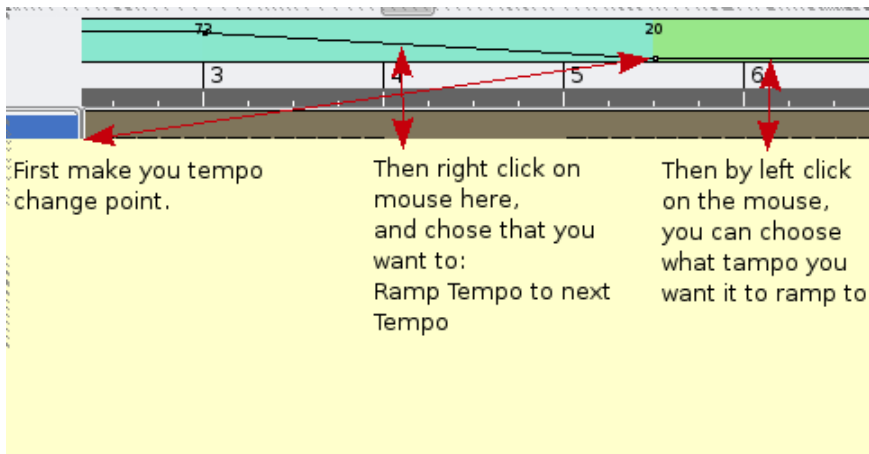 72 20
3 4 5 6
First make you tempo
change point.
Then right click on
mouse here,
and chose that you
want to:
Ramp Tempo to next
Tempo
Then by left click
on the mouse,
you can choose
what tampo you
want it to ramp to